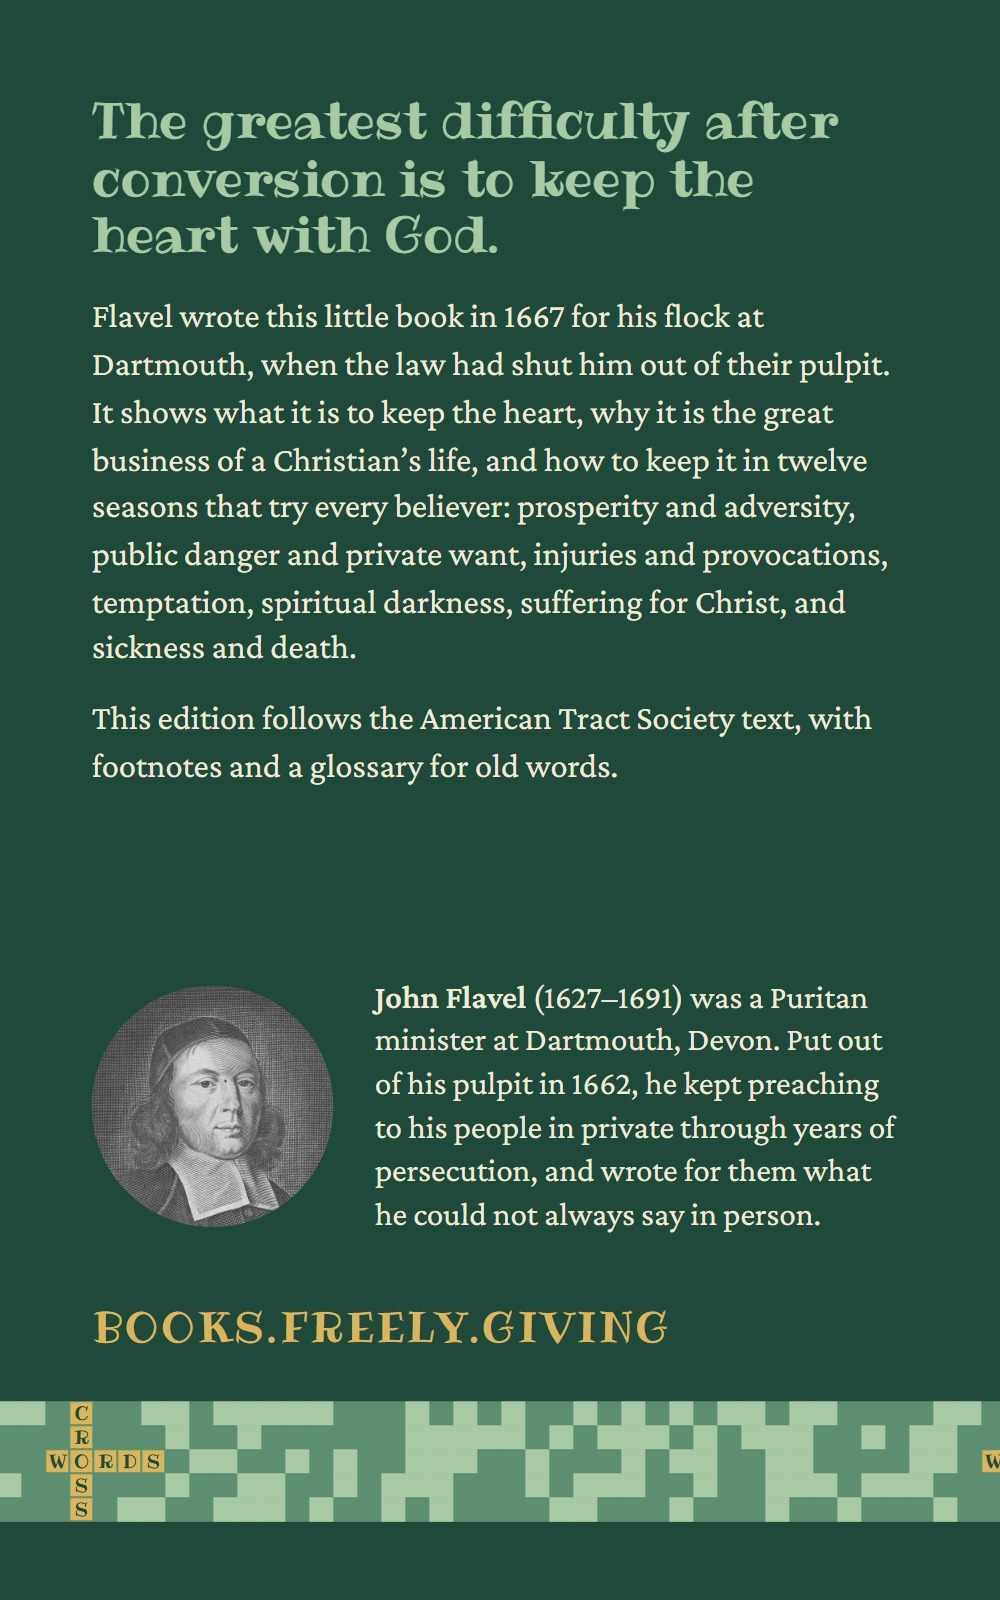 The greatest difficulty after
conversion is to keep the
heart with God.
Flavel wrote this little book in 1667 for his flock at
Dartmouth, when the law had shut him out of their pulpit.
It shows what it is to keep the heart, why it is the great
business of a Christian’s life, and how to keep it in twelve
seasons that try every believer: prosperity and adversity,
public danger and private want, injuries and provocations,
temptation, spiritual darkness, suffering for Christ, and
sickness and death.
This edition follows the American Tract Society text, with
footnotes and a glossary for old words.
John Flavel (1627–1691) was a Puritan
minister at Dartmouth, Devon. Put out
of his pulpit in 1662, he kept preaching
to his people in private through years of
persecution, and wrote for them what
he could not always say in person.
BOOKS.FREELY.GIVING
CROSS
WORDS
W